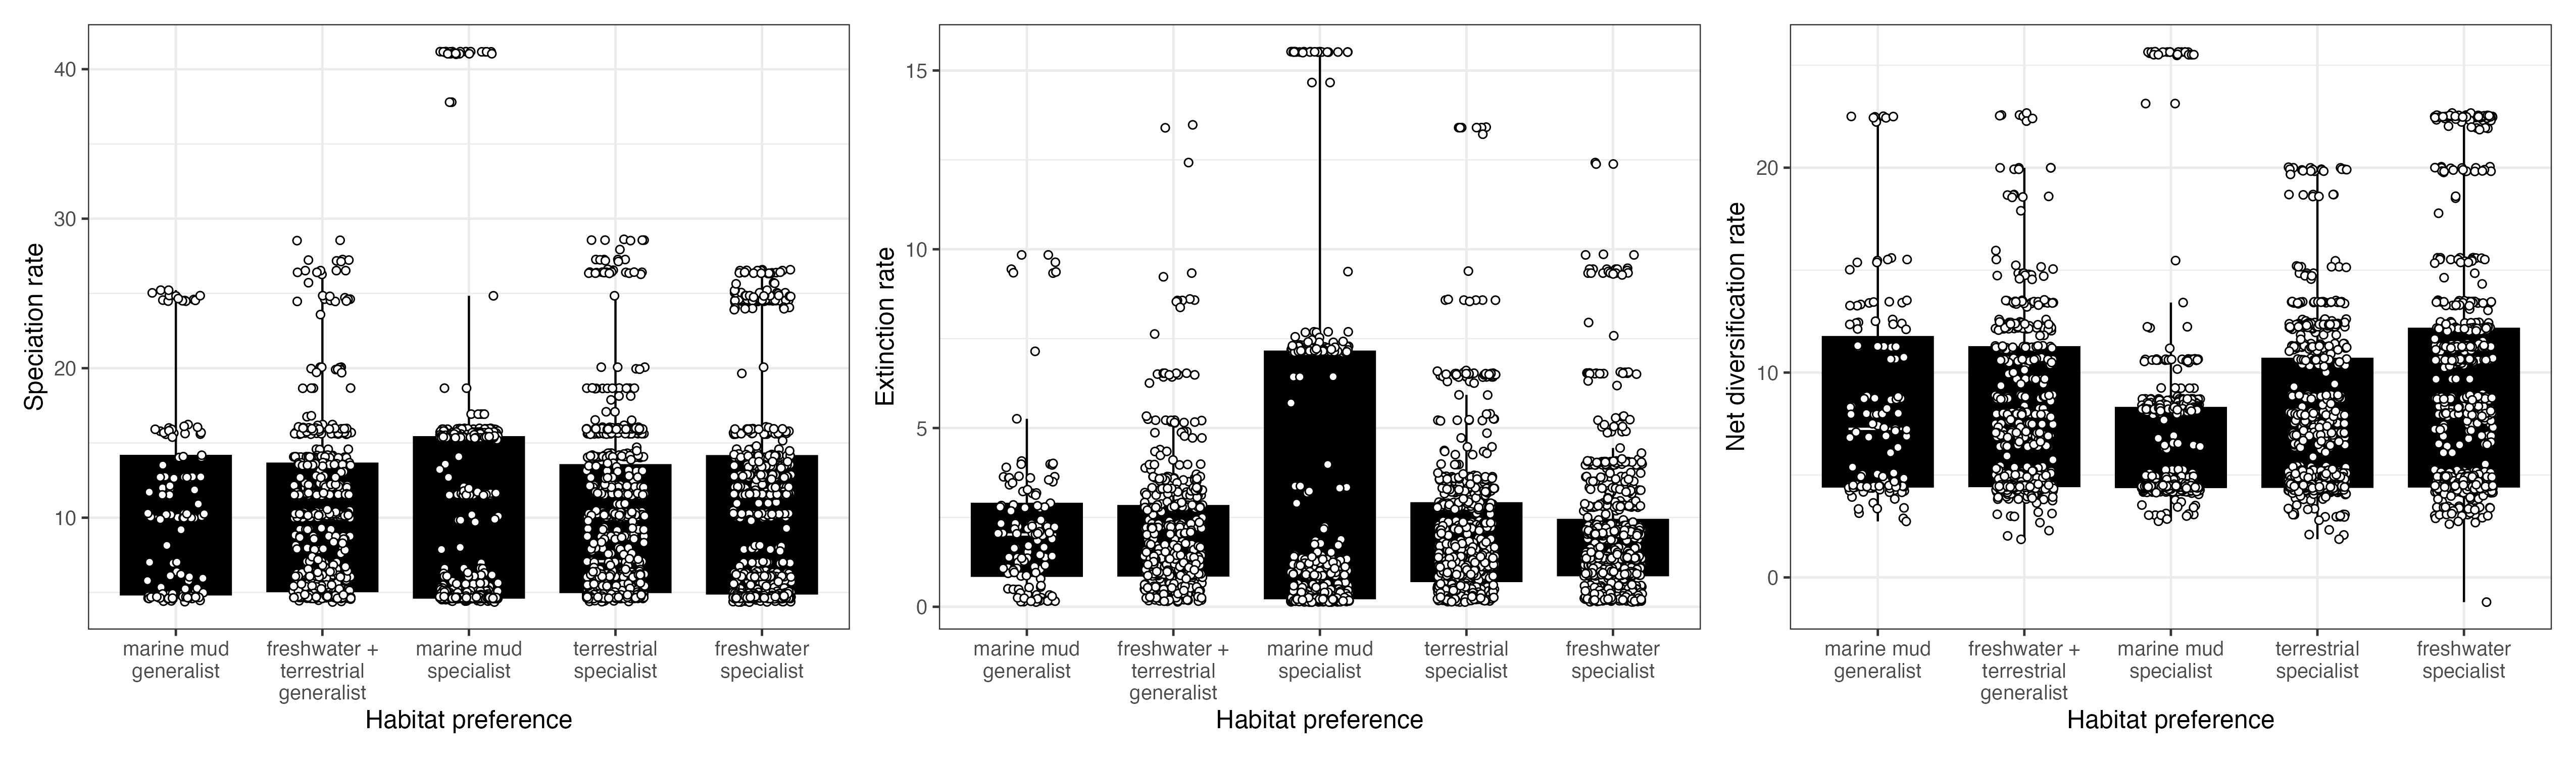 Speciation rate
40
30
20
10
marine mud
generalist
freshwater +
terrestrial
generalist
marine mud
specialist
terrestrial
specialist
freshwater
specialist
Habitat preference
Extinction rate
15
10
5
0
marine mud
generalist
freshwater +
terrestrial
generalist
marine mud
specialist
terrestrial
specialist
freshwater
specialist
Habitat preference
Net diversification rate
20
10
0
marine mud
generalist
freshwater +
terrestrial
generalist
marine mud
specialist
terrestrial
specialist
freshwater
specialist
Habitat preference